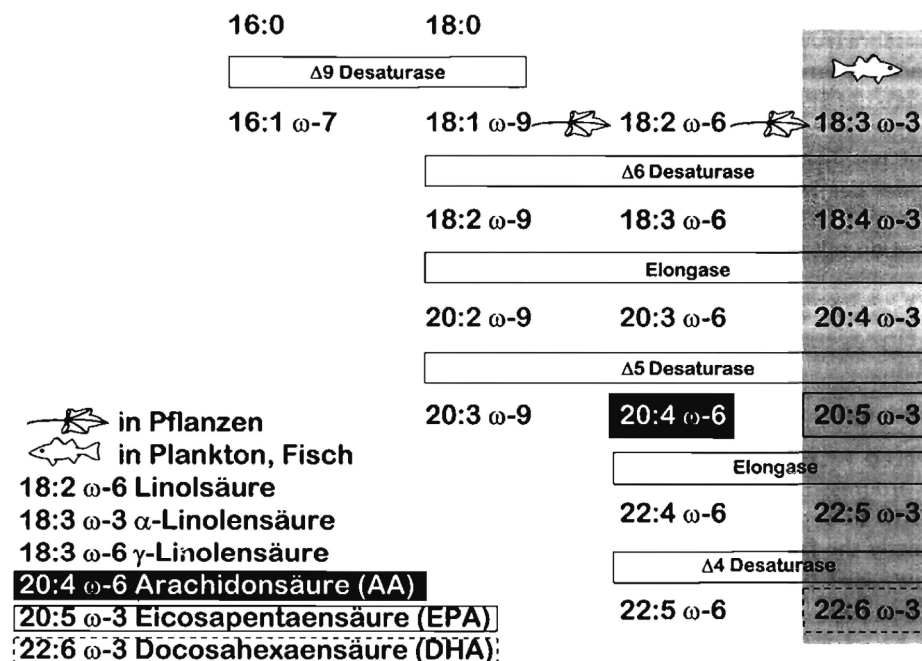 16:0 18:0
Δ9 Desaturase
16:1 ω-7 18:1 ω-9 18:2 ω-6 18:3 ω-3
Δ6 Desaturase
18:2 ω-9 18:3 ω-6 18:4 ω-3
Elongase
20:2 ω-9 20:3 ω-6 20:4 ω-3
Δ5 Desaturase
20:3 ω-9 20:4 ω-6 20:5 ω-3
Elongase
22:4 ω-6 22:5 ω-3
Δ4 Desaturase
22:5 ω-6 22:6 ω-3
in Pflanzen
in Plankton, Fisch
18:2 ω-6 Linolsäure
18:3 ω-3 α-Linolensäure
18:3 ω-6 γ-Linolensäure
20:4 ω-6 Arachidonsäure (AA)
20:5 ω-3 Eicosapentaensäure (EPA)
22:6 ω-3 Docosahexaensäure (DHA)